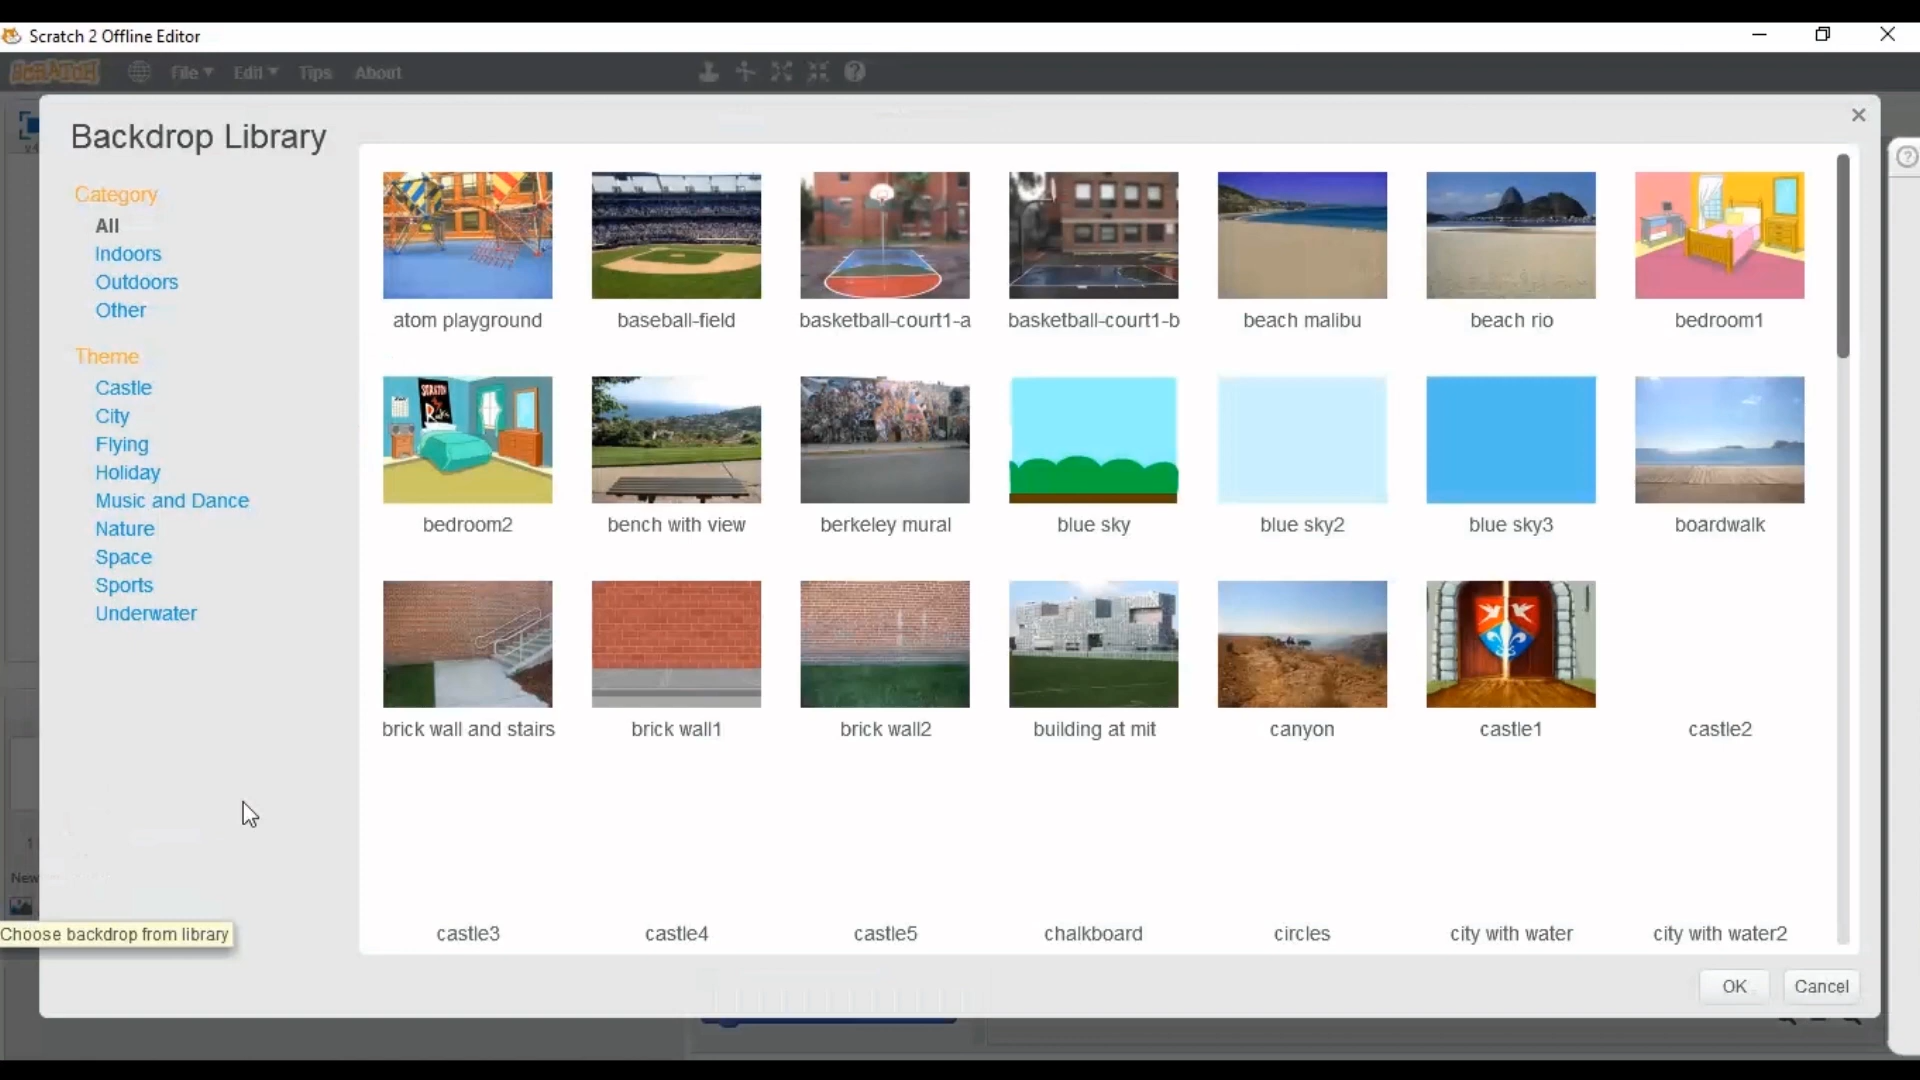 Scratch 2 Offline Editor
SCRATCH File Edit Tips About
Backdrop Library
Category
All
Indoors
Outdoors
Other
Theme
Castle
City
Flying
Holiday
Music and Dance
Nature
Space
Sports
Underwater
atom playground baseball-field basketball-court1-a basketball-court1-b beach malibu beach rio bedroom1
bedroom2 bench with view berkeley mural blue sky blue sky2 blue sky3 boardwalk
brick wall and stairs brick wall1 brick wall2 building at mit canyon castle1 castle2
castle3 castle4 castle5 chalkboard circles city with water city with water2
1
New
Choose backdrop from library
OK Cancel